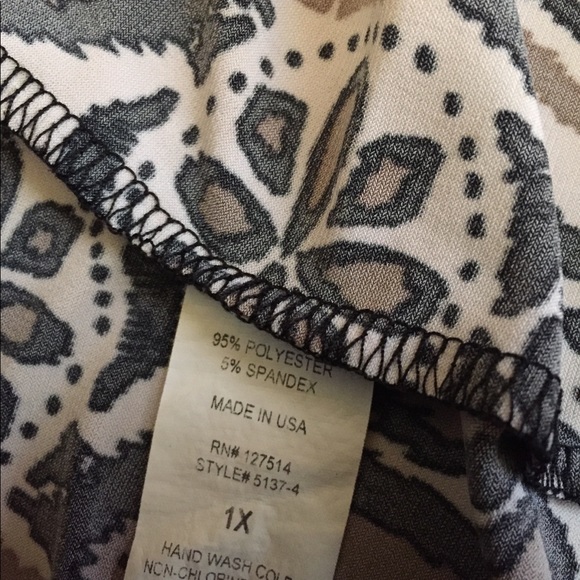 95% POLYESTER
5% SPANDEX
MADE IN USA
RN# 127514
STYLE# 5137-4
1X
HAND WASH COLD